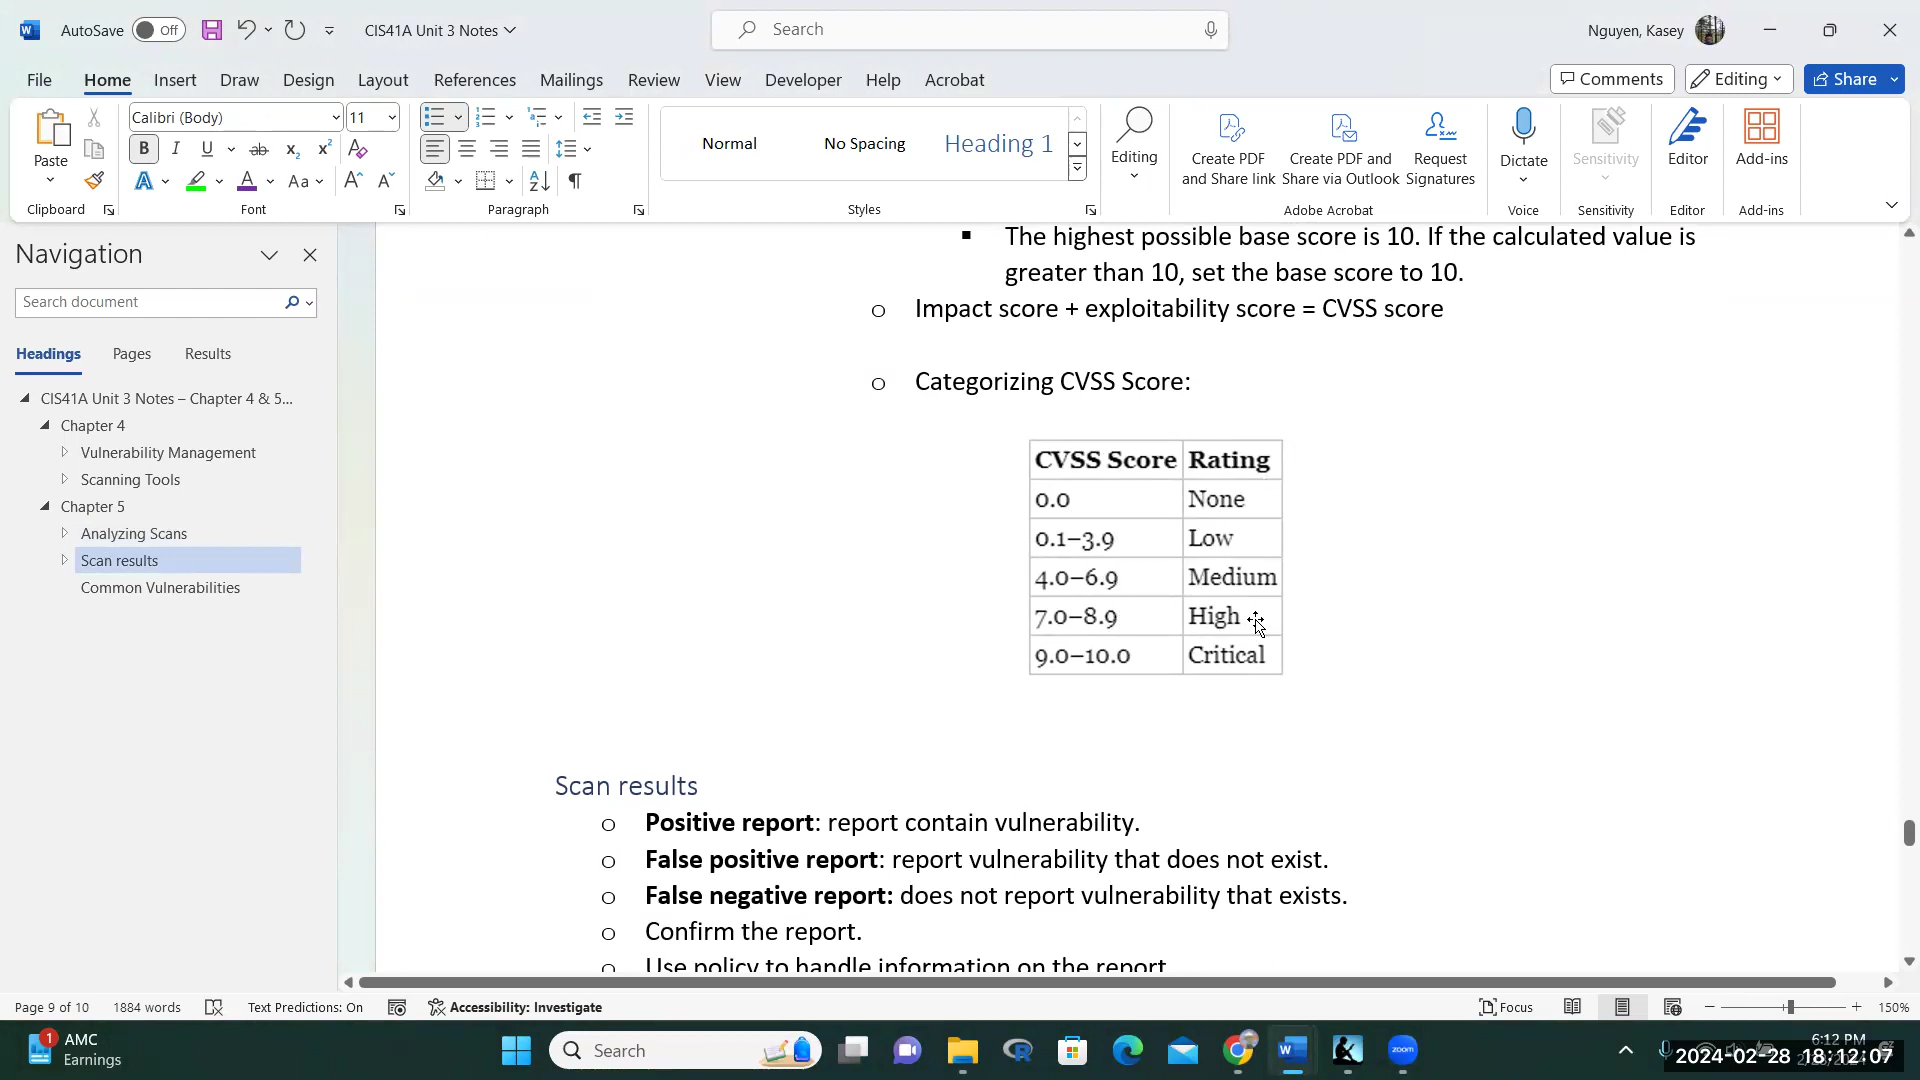 AutoSave Off CIS41A Unit 3 Notes Search Nguyen, Kasey
File Home Insert Draw Design Layout References Mailings Review View Developer Help Acrobat Comments Editing Share
Paste
Clipboard
Calibri (Body) 11
Font
Paragraph
Normal No Spacing Heading 1
Styles
Editing
Create PDF and Share link
Create PDF and Share via Outlook
Request Signatures
Adobe Acrobat
Dictate
Voice
Sensitivity
Sensitivity
Editor
Editor
Add-ins
Add-ins
Navigation
Search document
Headings Pages Results
CIS41A Unit 3 Notes – Chapter 4 & 5...
Chapter 4
Vulnerability Management
Scanning Tools
Chapter 5
Analyzing Scans
Scan results
Common Vulnerabilities
▪ The highest possible base score is 10. If the calculated value is
greater than 10, set the base score to 10.
o Impact score + exploitability score = CVSS score
o Categorizing CVSS Score:
CVSS Score Rating
0.0 None
0.1–3.9 Low
4.0–6.9 Medium
7.0–8.9 High
9.0–10.0 Critical
Scan results
o Positive report: report contain vulnerability.
o False positive report: report vulnerability that does not exist.
o False negative report: does not report vulnerability that exists.
o Confirm the report.
o Use policy to handle information on the report
Page 9 of 10 1884 words Text Predictions: On Accessibility: Investigate Focus 150%
1 AMC
Earnings
Search
zoom
6:12 PM
2024-02-28 18:12:07